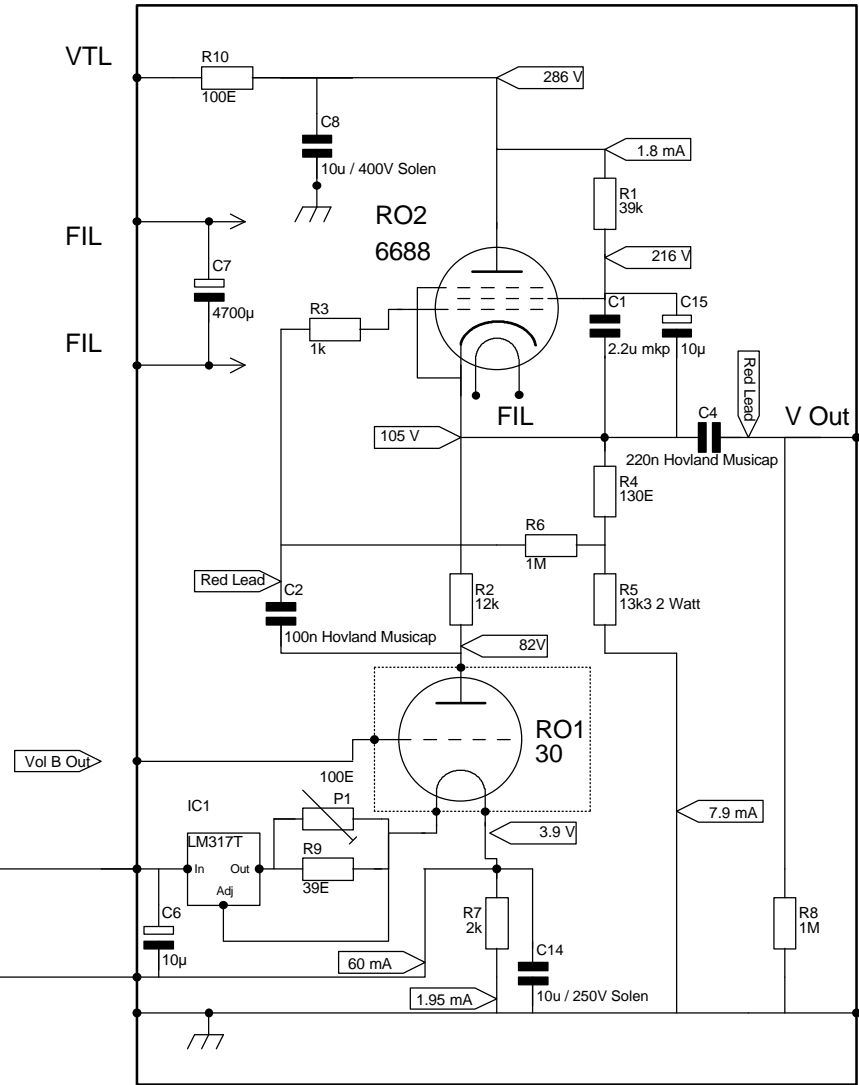 VTL
R10
100E
286 V
C8
10u / 400V Solen
1.8 mA
R1
39k
RO2
6688
FIL
C7
4700µ
216 V
C1
2.2u mkp
C15
10µ
R3
1k
FIL
FIL
Red Lead
V Out
105 V
C4
220n Hovland Musicap
R4
130E
R6
1M
Red Lead
C2
100n Hovland Musicap
R2
12k
R5
13k3 2 Watt
82V
RO1
30
Vol B Out
100E
P1
IC1
LM317T
In
Out
Adj
R9
39E
3.9 V
7.9 mA
C6
10µ
R7
2k
C14
10u / 250V Solen
R8
1M
60 mA
1.95 mA